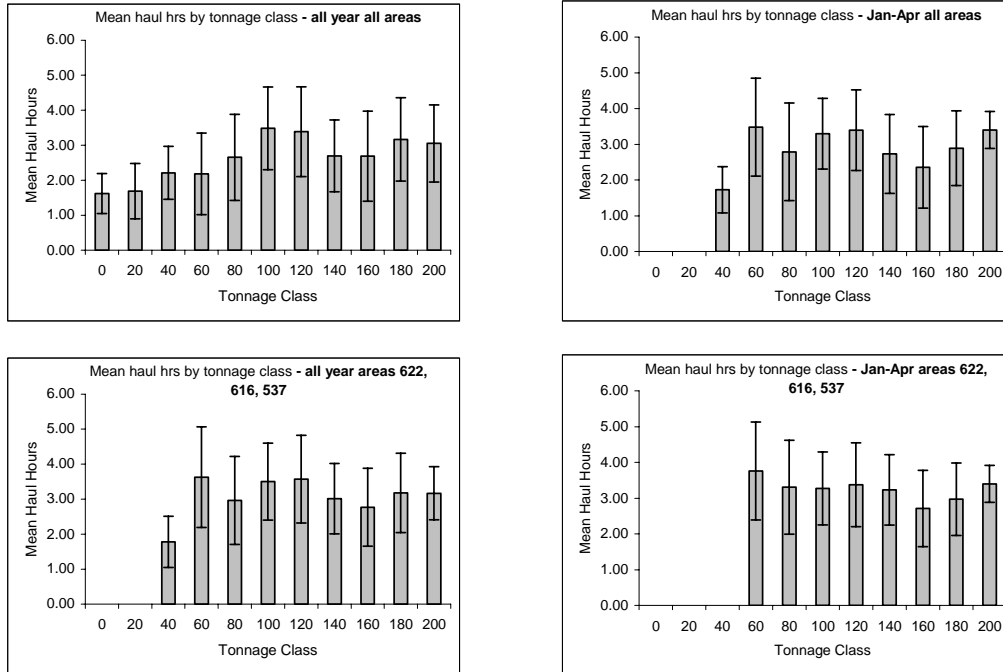 Mean haul hrs by tonnage class - all year all areas
6.00
5.00
4.00
3.00
2.00
1.00
0.00
Mean Haul Hours
0 20 40 60 80 100 120 140 160 180 200
Tonnage Class
Mean haul hrs by tonnage class - Jan-Apr all areas
6.00
5.00
4.00
3.00
2.00
1.00
0.00
Mean Haul Hours
0 20 40 60 80 100 120 140 160 180 200
Tonnage Class
Mean haul hrs by tonnage class - all year areas 622,
616, 537
6.00
5.00
4.00
3.00
2.00
1.00
0.00
Mean Haul Hours
0 20 40 60 80 100 120 140 160 180 200
Tonnage Class
Mean haul hrs by tonnage class - Jan-Apr areas 622,
616, 537
6.00
5.00
4.00
3.00
2.00
1.00
0.00
Mean Haul Hours
0 20 40 60 80 100 120 140 160 180 200
Tonnage Class